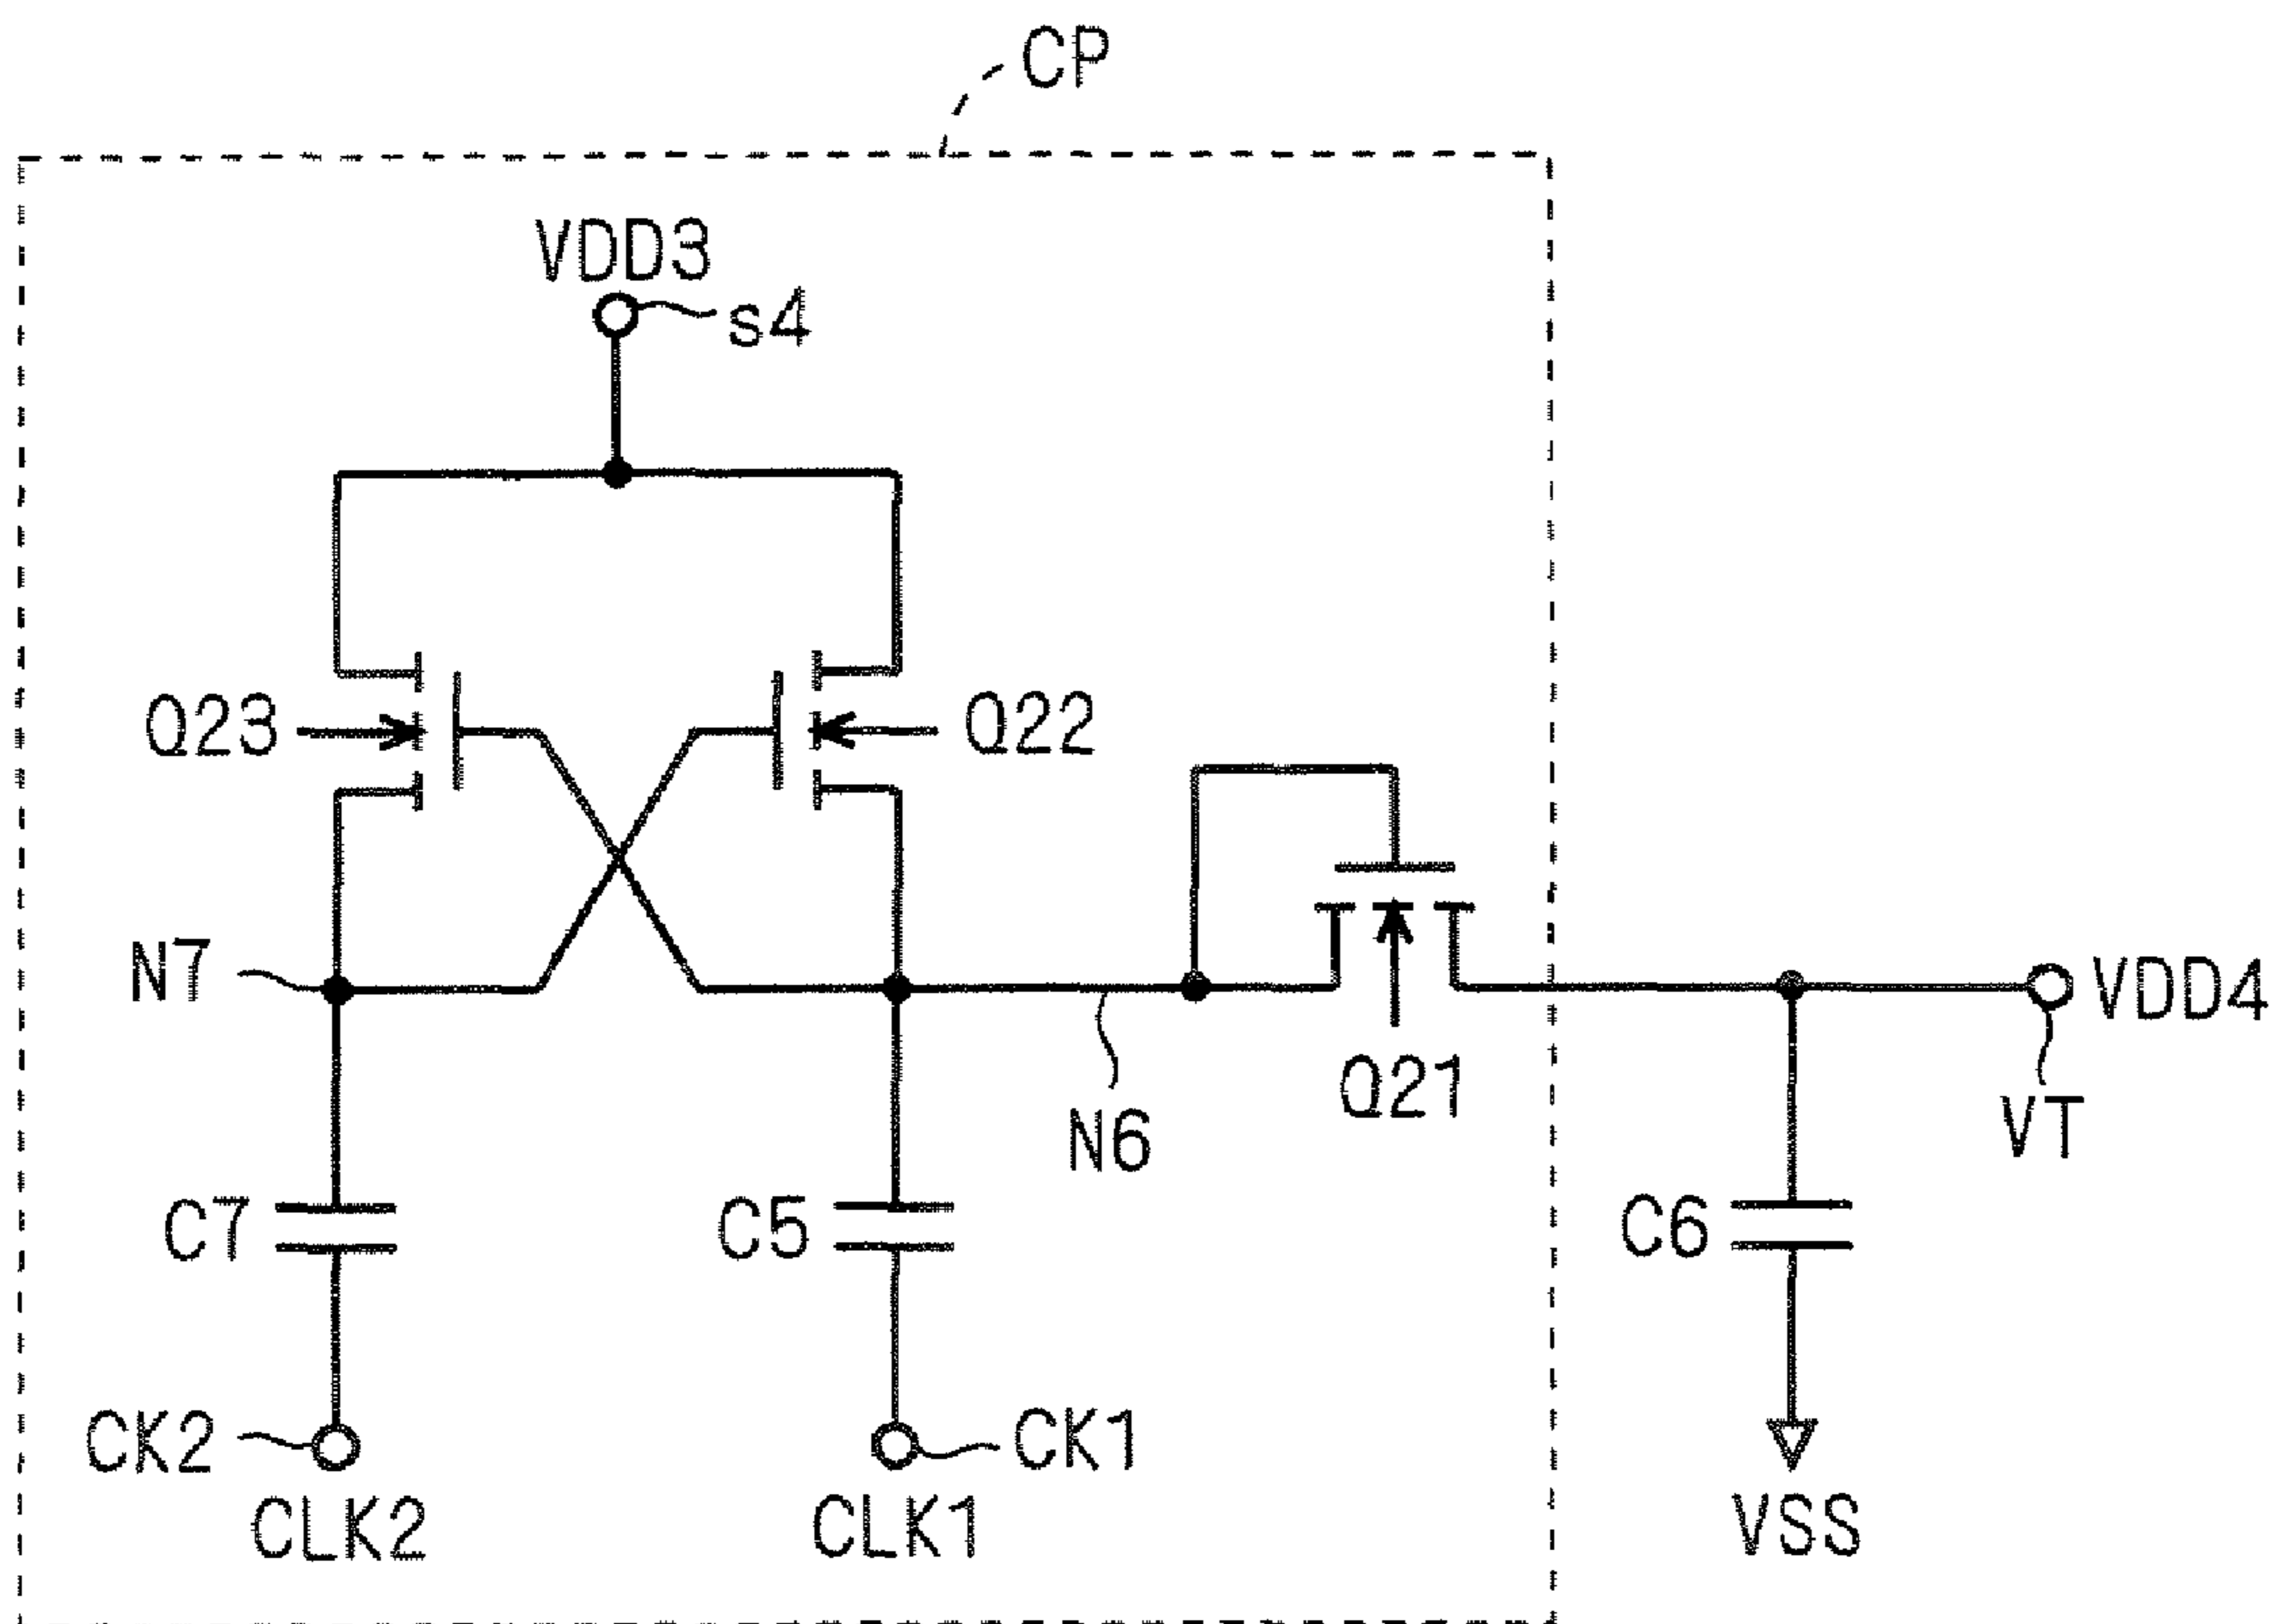 CP
VDD3
s4
Q23
Q22
N7
VDD4
Q21
VT
N6
C7
C5
C6
CK2
CK1
CLK2
CLK1
VSS